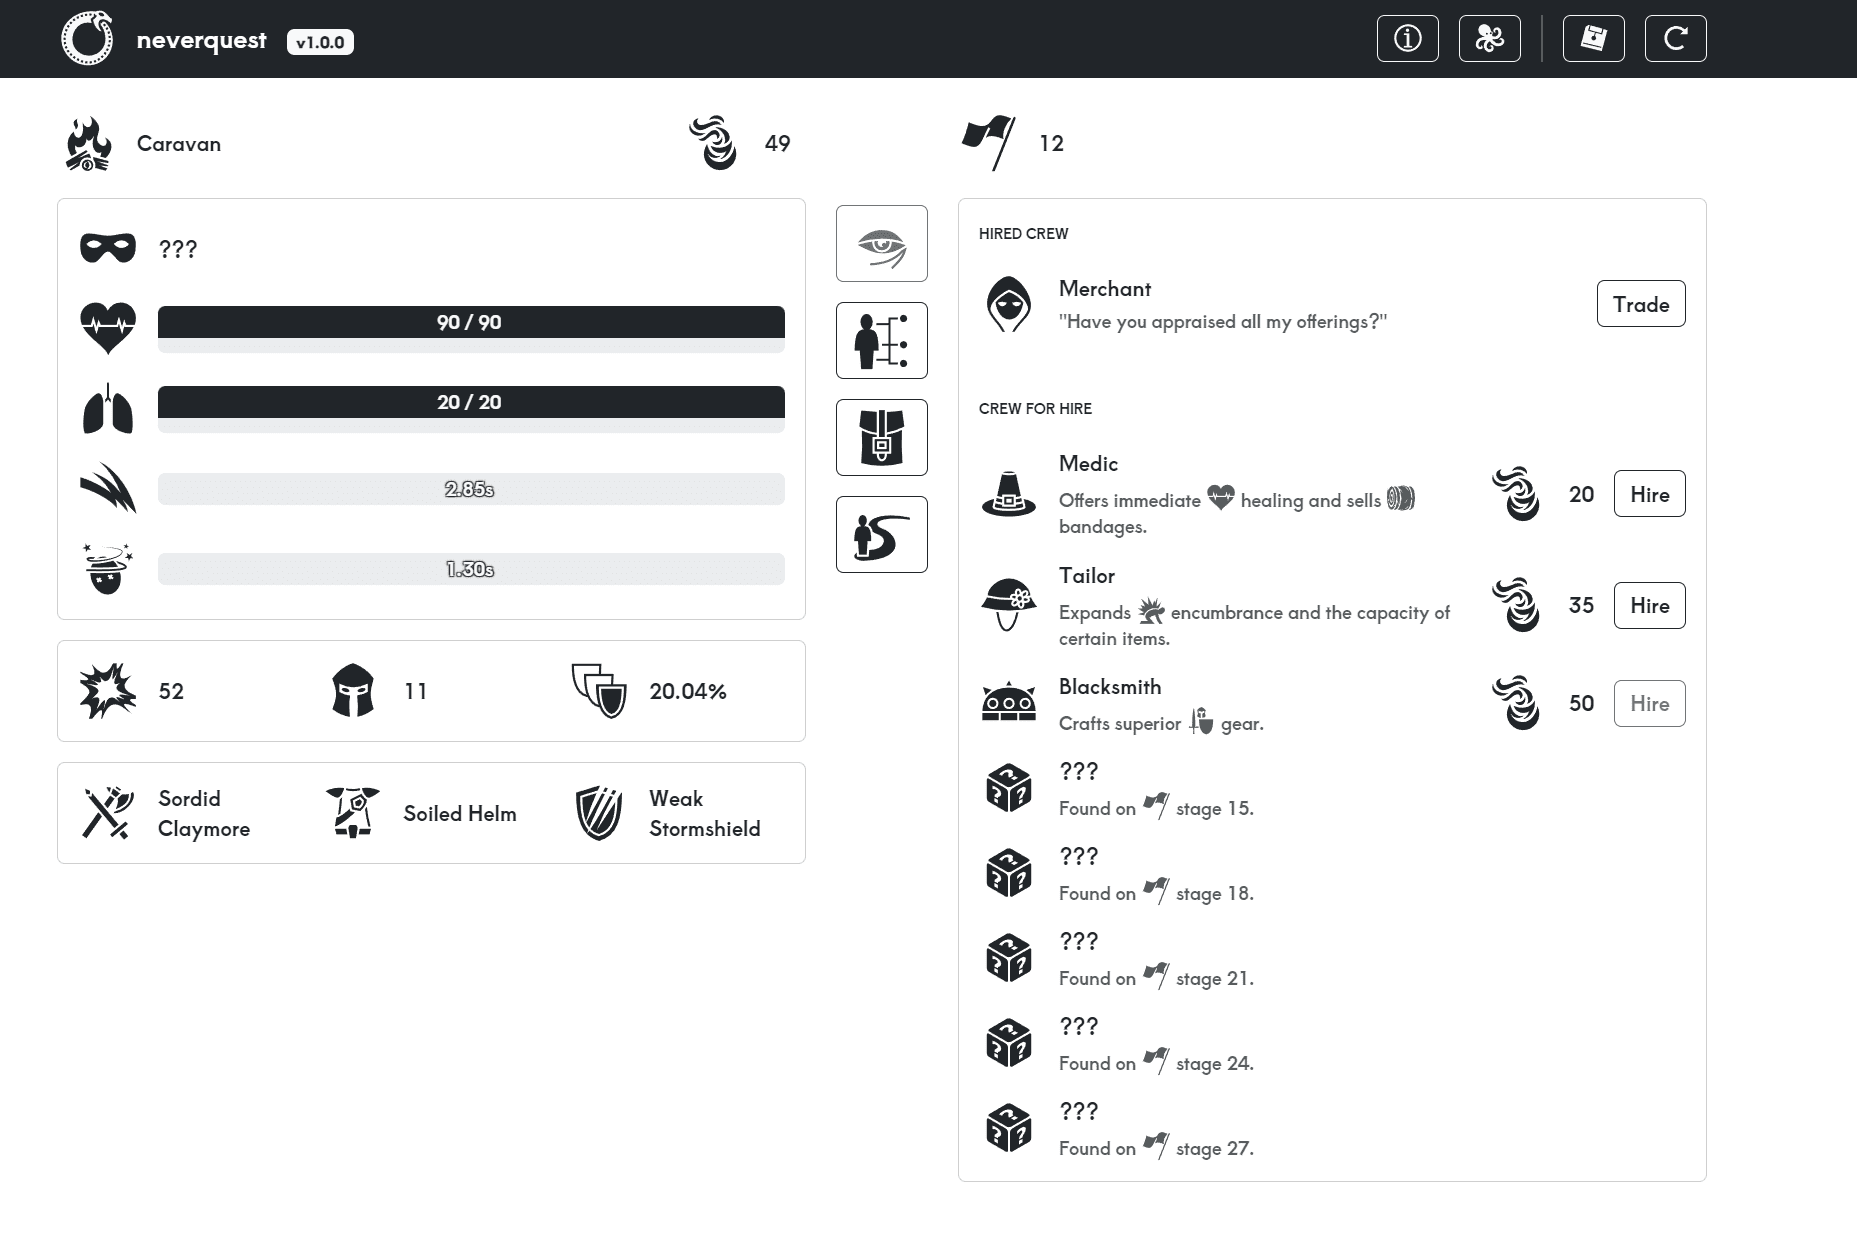 neverquest v1.0.0
Caravan 49 12
???
90 / 90
20 / 20
2.85s
1.30s
52 11 20.04%
Sordid
Claymore
Soiled Helm
Weak
Stormshield
HIRED CREW
Merchant
"Have you appraised all my offerings?"
Trade
CREW FOR HIRE
Medic
Offers immediate healing and sells
bandages.
20 Hire
Tailor
Expands encumbrance and the capacity of
certain items.
35 Hire
Blacksmith
Crafts superior gear.
50 Hire
???
Found on stage 15.
???
Found on stage 18.
???
Found on stage 21.
???
Found on stage 24.
???
Found on stage 27.